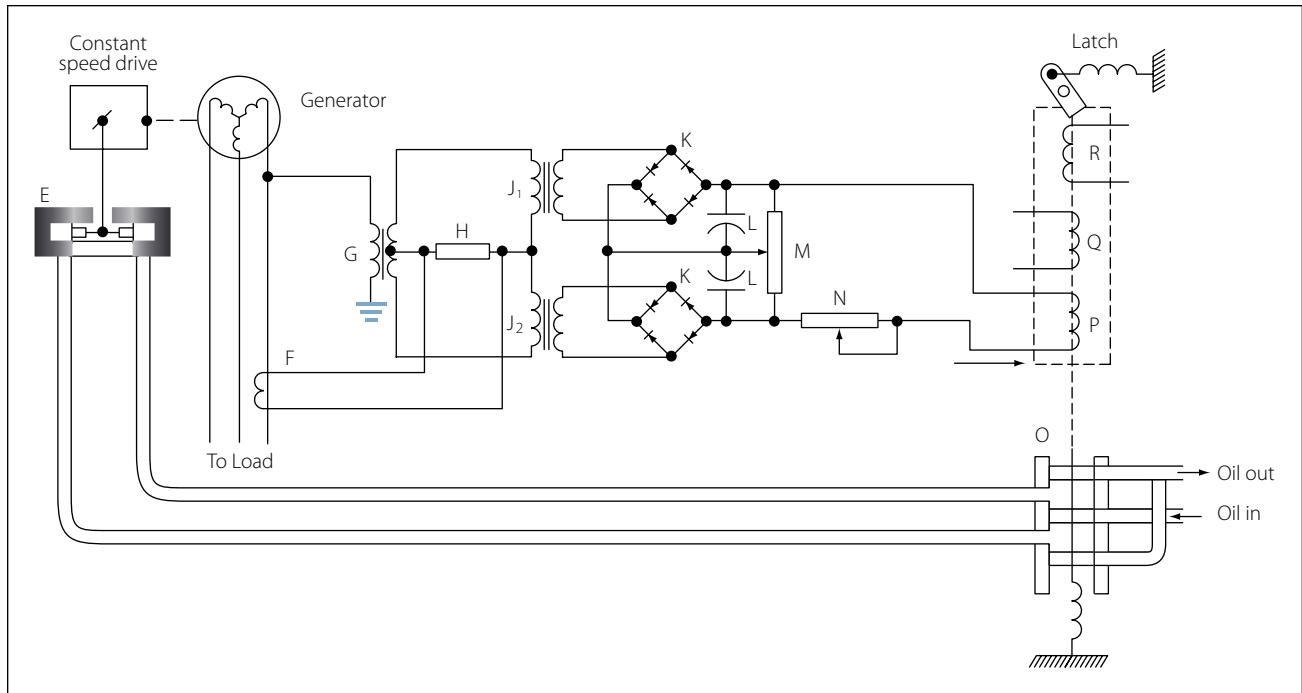 Constant
speed drive
Latch
Generator
K
R
E
J1
L
H
Q
G
M
K
L
N
J2
P
F
O
To Load
Oil out
Oil in